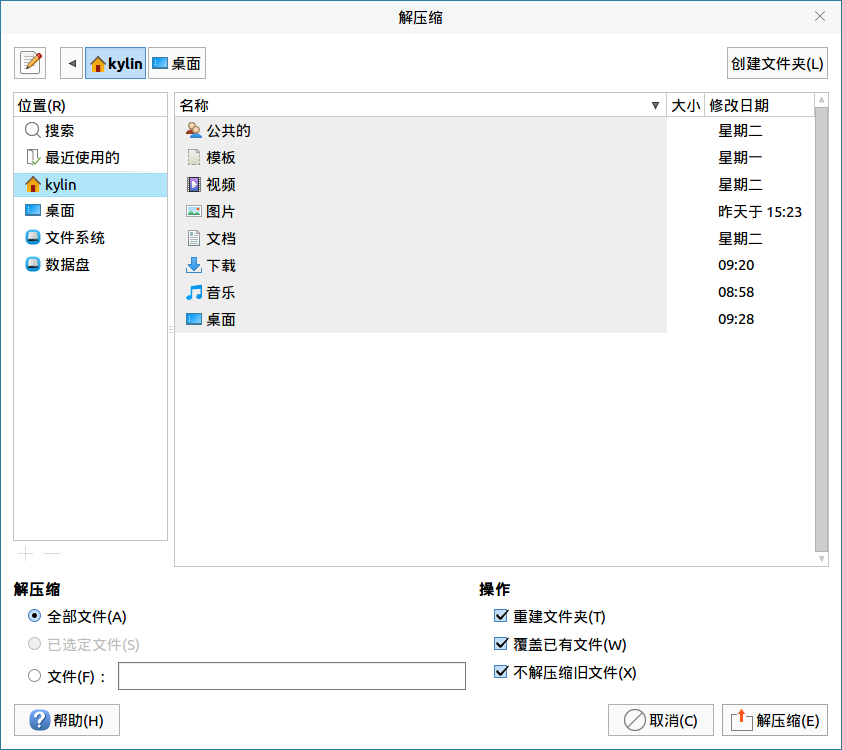 解压缩
kylin
桌面
创建文件夹(L)
位置(R)
搜索
最近使用的
kylin
桌面
文件系统
数据盘
名称 大小 修改日期
公共的 星期二
模板 星期一
视频 星期二
图片 昨天于 15:23
文档 星期二
下载 09:20
音乐 08:58
桌面 09:28
解压缩
全部文件(A)
已选定文件(S)
文件(F)：
操作
重建文件夹(T)
覆盖已有文件(W)
不解压缩旧文件(X)
帮助(H)
取消(C)
解压缩(E)